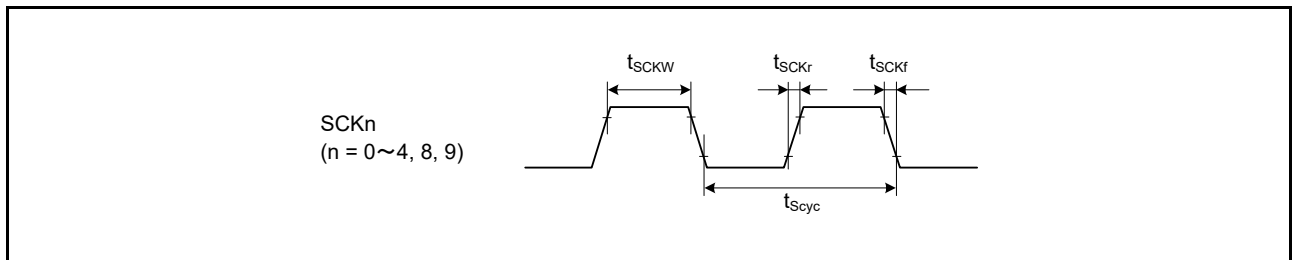 tSCKW
tSCKr
tSCKf
SCKn
(n = 0～4, 8, 9)
tScyc